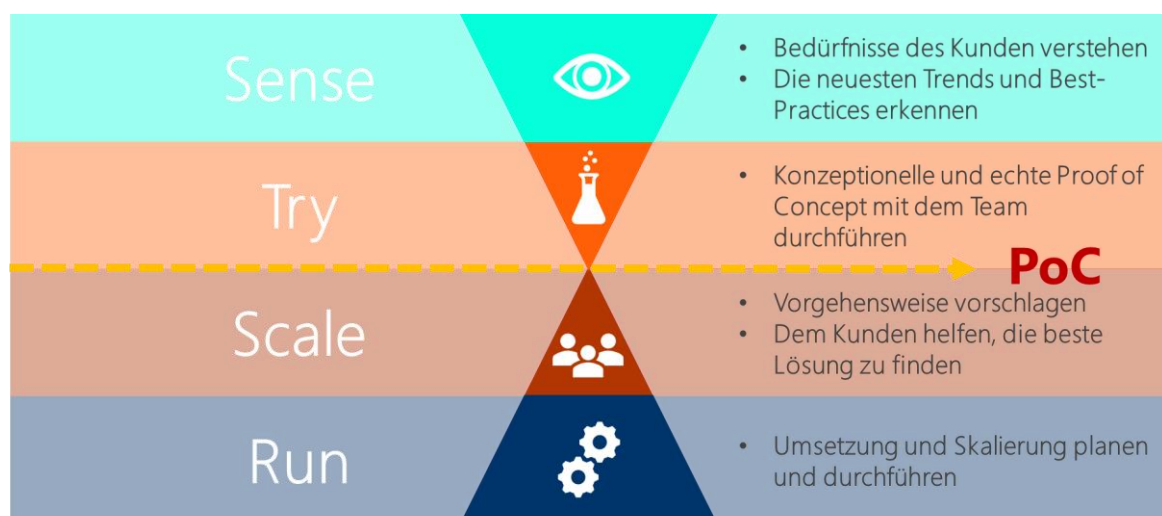 Sense
• Bedürfnisse des Kunden verstehen
• Die neuesten Trends und Best-
Practices erkennen
Try
• Konzeptionelle und echte Proof of
Concept mit dem Team
durchführen
PoC
Scale
• Vorgehensweise vorschlagen
• Dem Kunden helfen, die beste
Lösung zu finden
Run
• Umsetzung und Skalierung planen
und durchführen